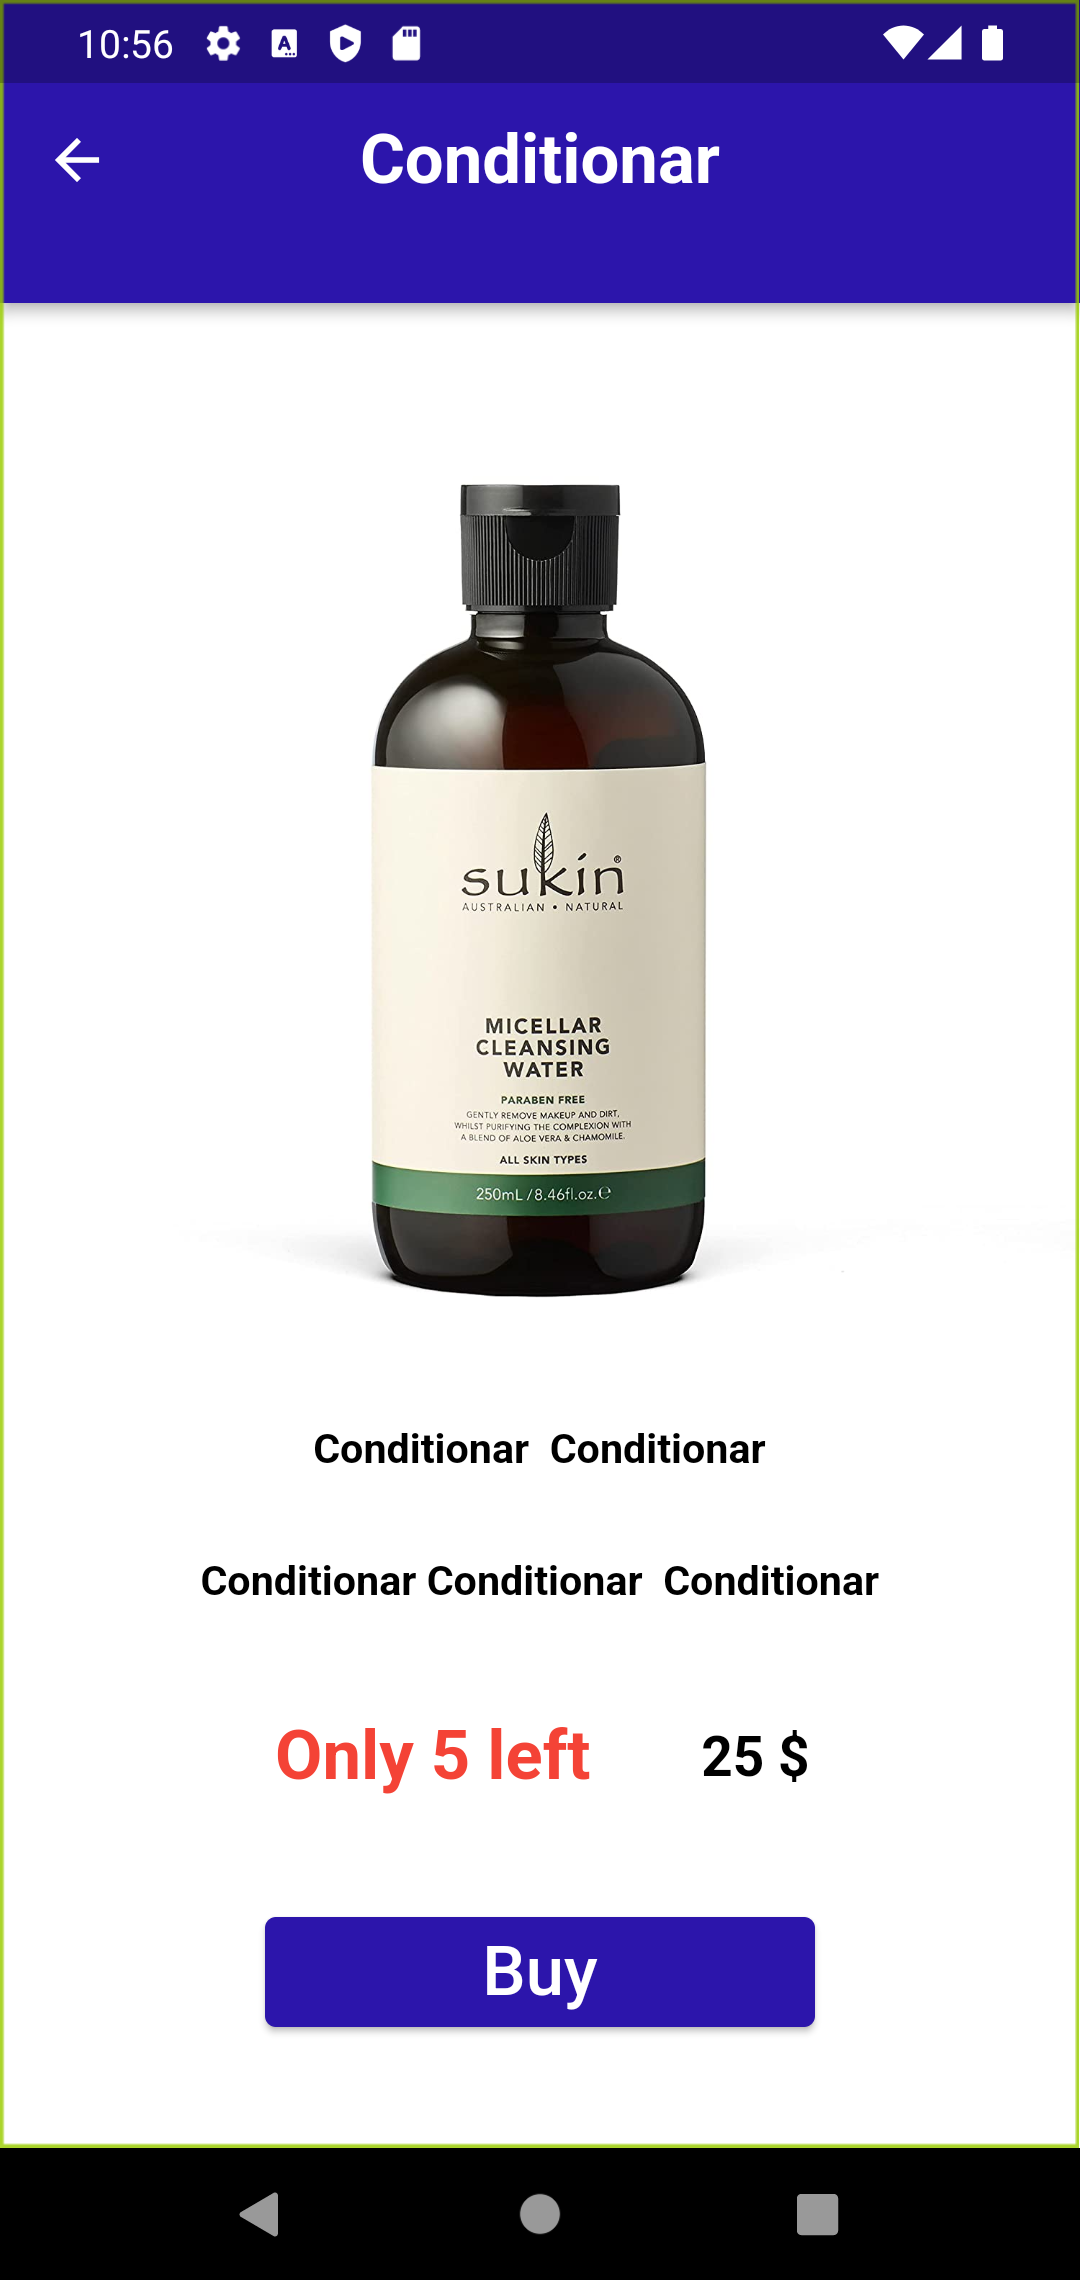 10:56
Conditionar
sukin®
AUSTRALIAN • NATURAL
MICELLAR
CLEANSING
WATER
PARABEN FREE
GENTLY REMOVE MAKEUP AND DIRT,
WHILST PURIFYING THE COMPLEXION WITH
A BLEND OF ALOE VERA & CHAMOMILE.
ALL SKIN TYPES
250mL /8.46fl.oz.℮
Conditionar  Conditionar
Conditionar Conditionar  Conditionar
Only 5 left 25 $
Buy